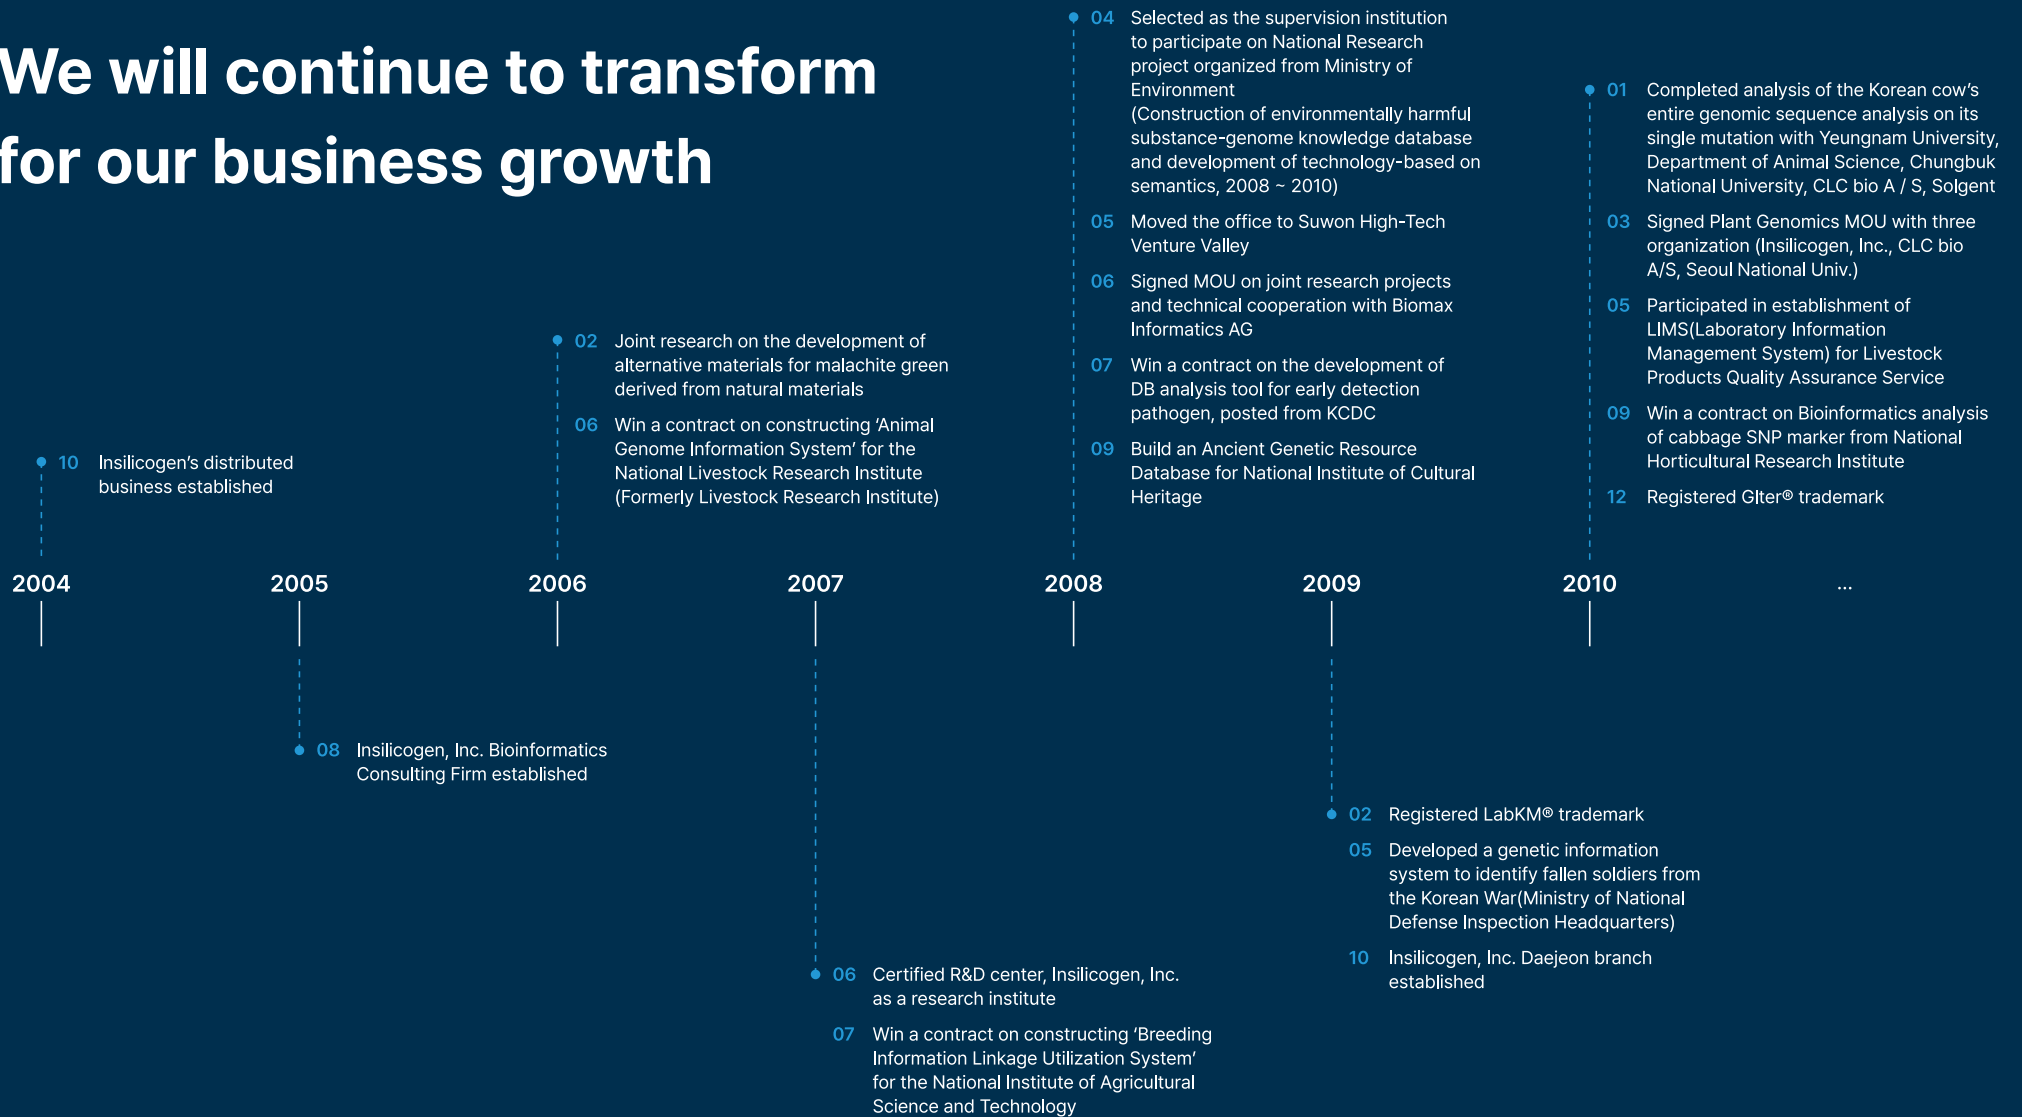 We will continue to transform
for our business growth
10 Insilicogen's distributed
business established
2004
2005
08 Insilicogen, Inc. Bioinformatics
Consulting Firm established
02 Joint research on the development of
alternative materials for malachite green
derived from natural materials
06 Win a contract on constructing ‘Animal
Genome Information System’ for the
National Livestock Research Institute
(Formerly Livestock Research Institute)
2006
2007
06 Certified R&D center, Insilicogen, Inc.
as a research institute
07 Win a contract on constructing ‘Breeding
Information Linkage Utilization System’
for the National Institute of Agricultural
Science and Technology
04 Selected as the supervision institution
to participate on National Research
project organized from Ministry of
Environment
(Construction of environmentally harmful
substance-genome knowledge database
and development of technology-based on
semantics, 2008 ~ 2010)
05 Moved the office to Suwon High-Tech
Venture Valley
06 Signed MOU on joint research projects
and technical cooperation with Biomax
Informatics AG
07 Win a contract on the development of
DB analysis tool for early detection
pathogen, posted from KCDC
09 Build an Ancient Genetic Resource
Database for National Institute of Cultural
Heritage
2008
2009
02 Registered LabKM® trademark
05 Developed a genetic information
system to identify fallen soldiers from
the Korean War(Ministry of National
Defense Inspection Headquarters)
10 Insilicogen, Inc. Daejeon branch
established
01 Completed analysis of the Korean cow's
entire genomic sequence analysis on its
single mutation with Yeungnam University,
Department of Animal Science, Chungbuk
National University, CLC bio A / S, Solgent
03 Signed Plant Genomics MOU with three
organization (Insilicogen, Inc., CLC bio
A/S, Seoul National Univ.)
05 Participated in establishment of
LIMS(Laboratory Information
Management System) for Livestock
Products Quality Assurance Service
09 Win a contract on Bioinformatics analysis
of cabbage SNP marker from National
Horticultural Research Institute
12 Registered GIter® trademark
2010
...